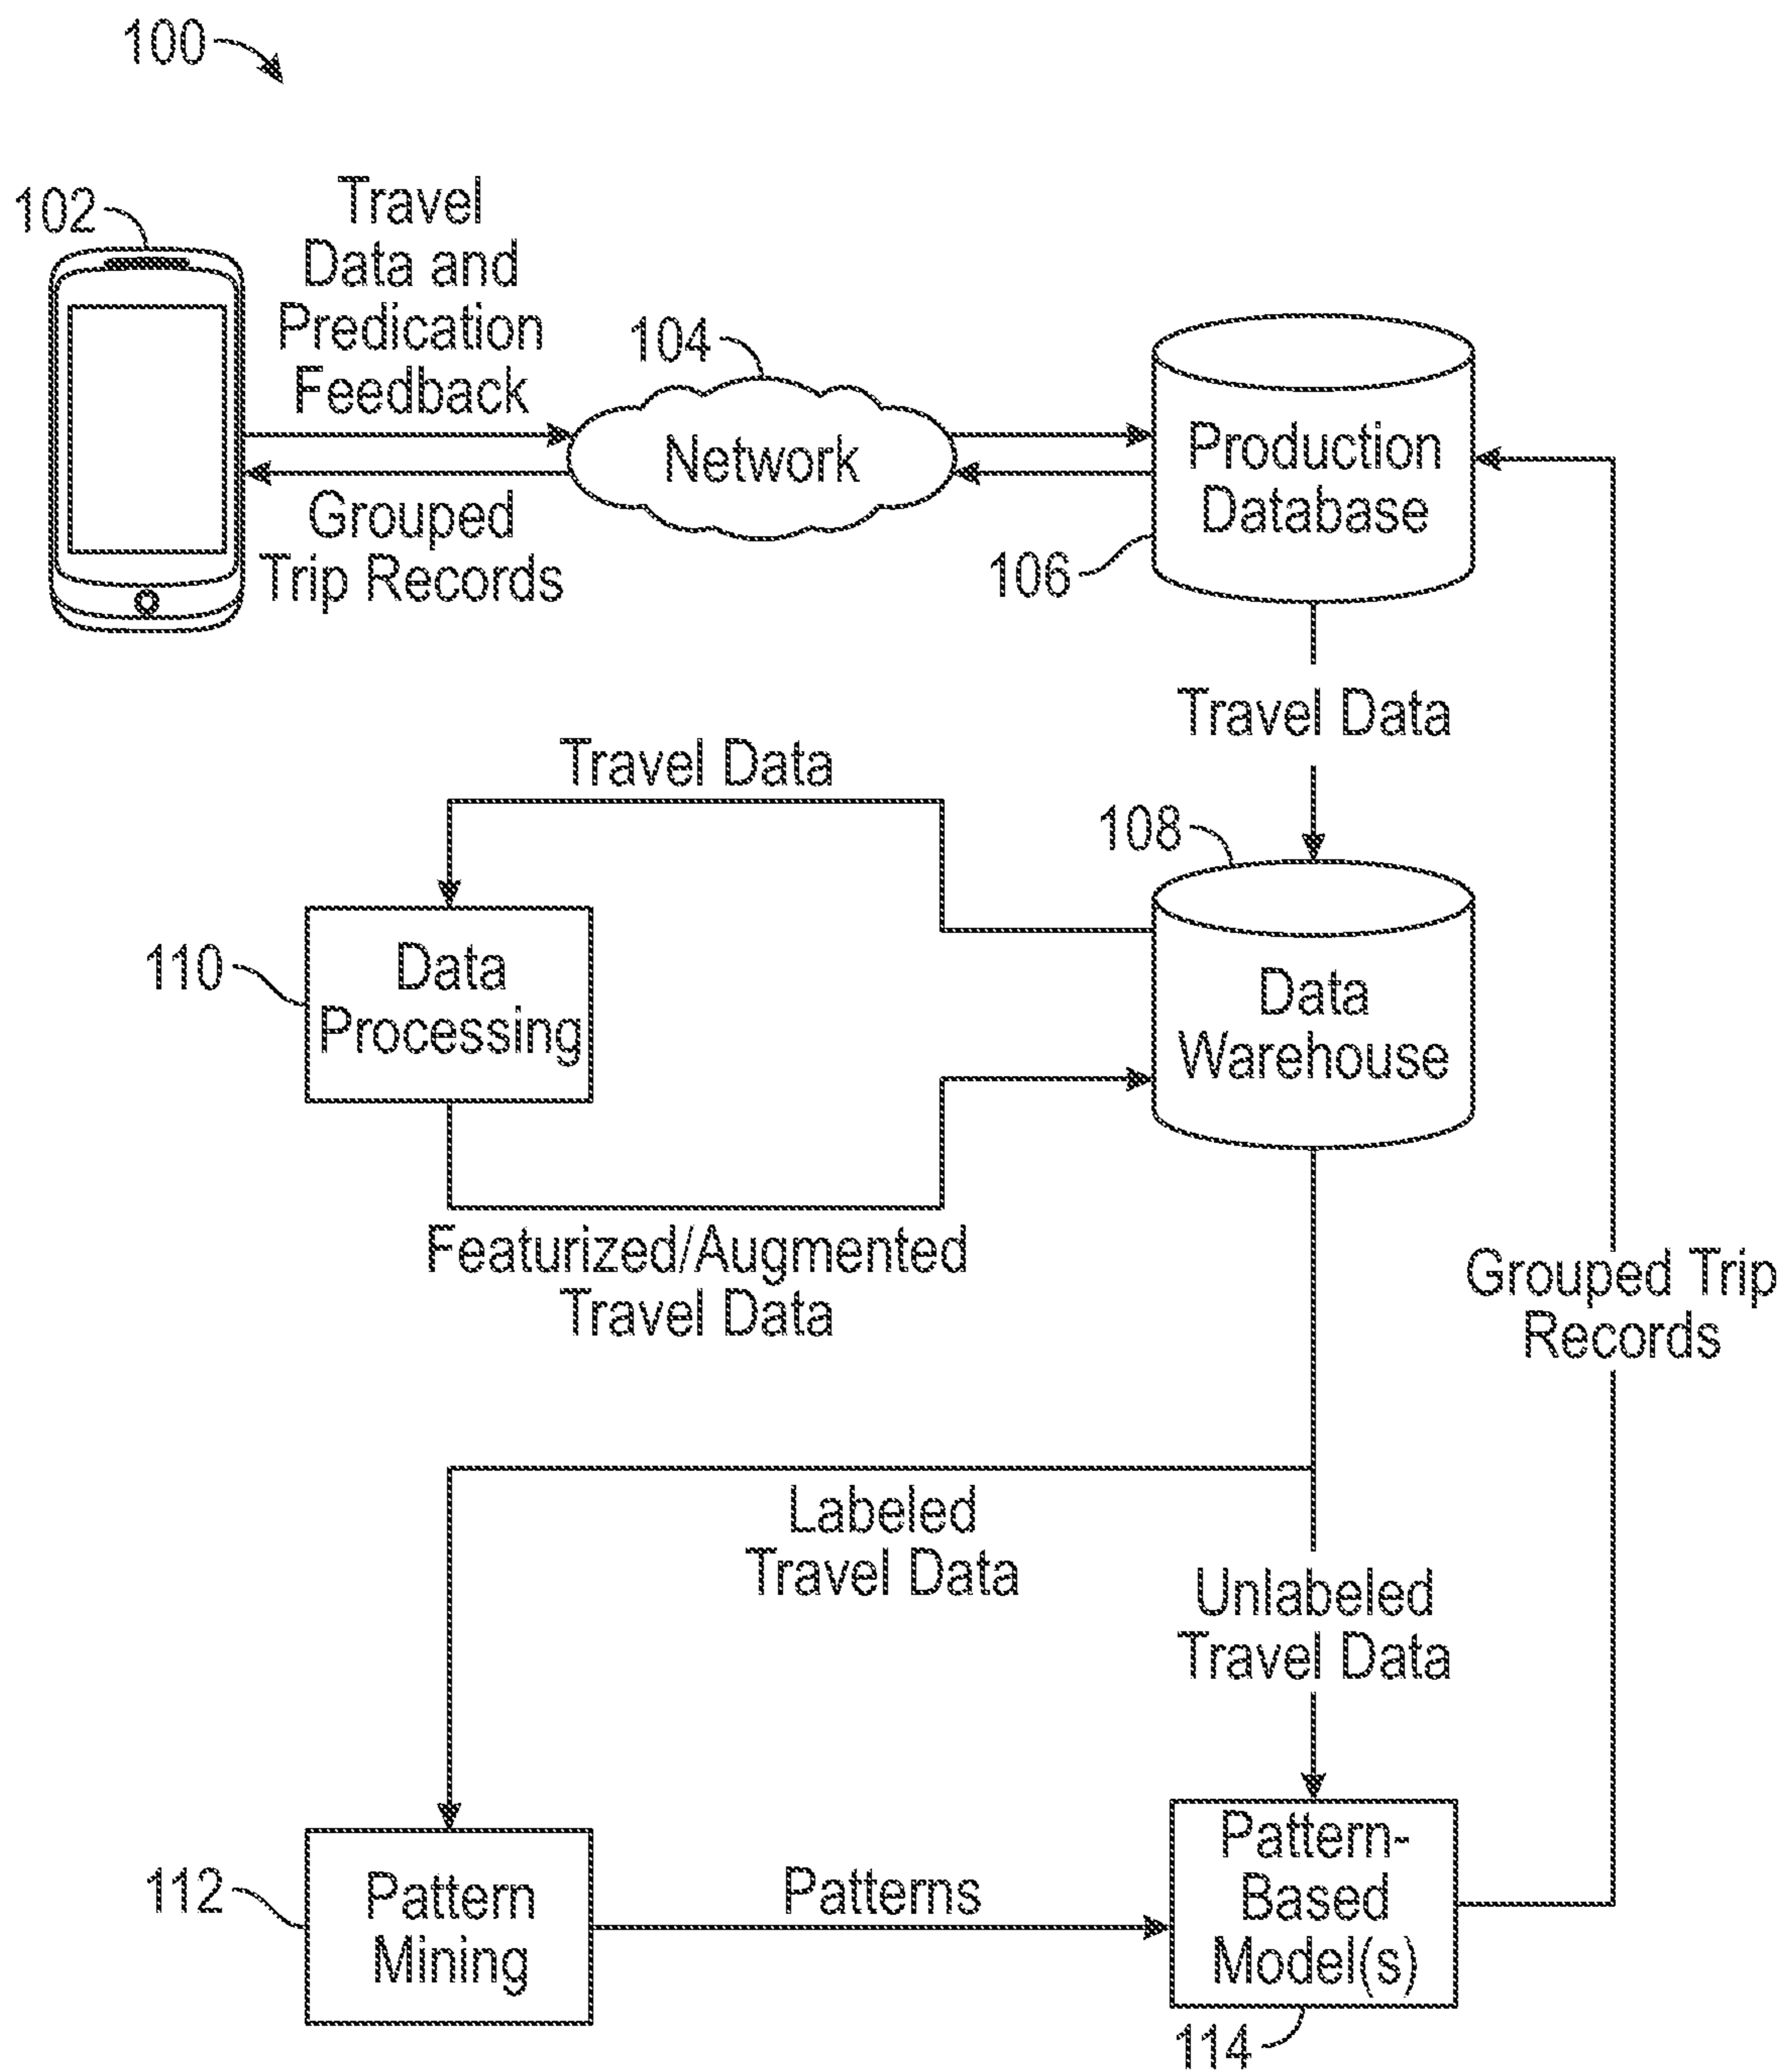 100
102
Travel
Data and
Predication
Feedback
104
Network
Production
Database
106
Grouped
Trip Records
Travel Data
Travel Data
108
110
Data
Processing
Data
Warehouse
Featurized/Augmented
Travel Data
Grouped Trip
Records
Labeled
Travel Data
Unlabeled
Travel Data
112
Pattern
Mining
Patterns
Pattern-
Based
Model(s)
114